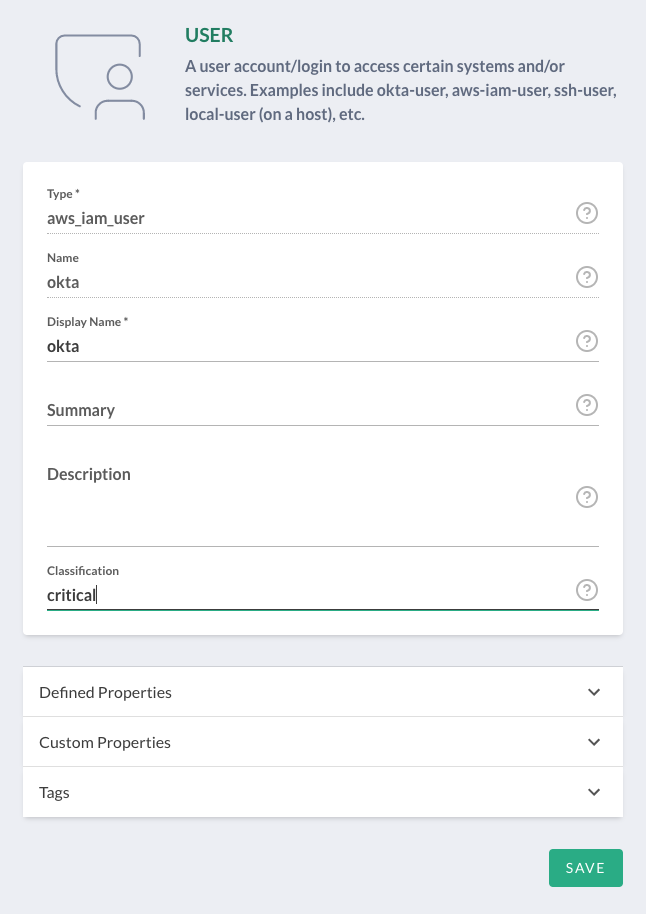 USER
A user account/login to access certain systems and/or
services. Examples include okta-user, aws-iam-user, ssh-user,
local-user (on a host), etc.
Type *
aws_iam_user
?
Name
okta
?
Display Name *
okta
?
Summary
?
Description
?
Classification
critical
?
Defined Properties
Custom Properties
Tags
SAVE